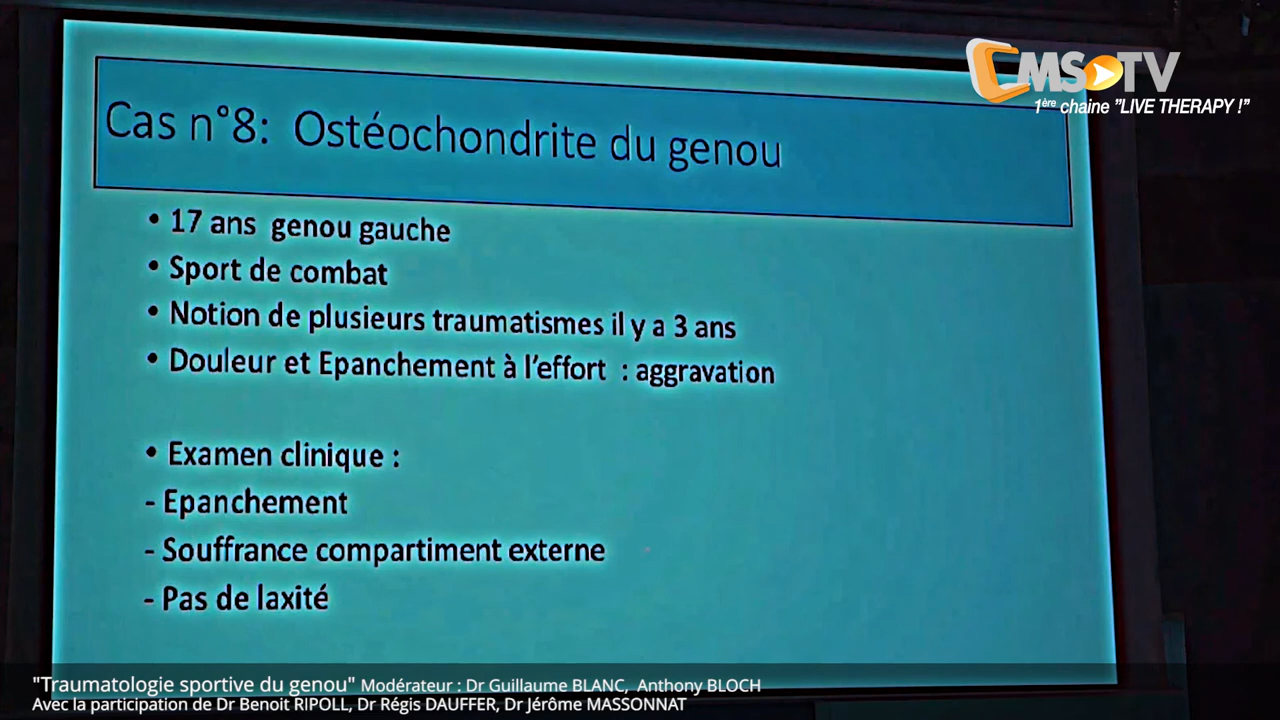 CMS TV
1ère chaine "LIVE THERAPY !"
Cas n°8: Ostéochondrite du genou
• 17 ans genou gauche
• Sport de combat
• Notion de plusieurs traumatismes il y a 3 ans
• Douleur et Epanchement à l'effort : aggravation
• Examen clinique :
- Epanchement
- Souffrance compartiment externe
- Pas de laxité
"Traumatologie sportive du genou" Modérateur : Dr Guillaume BLANC, Anthony BLOCH
Avec la participation de Dr Benoit RIPOLL, Dr Régis DAUFFER, Dr Jérôme MASSONNAT